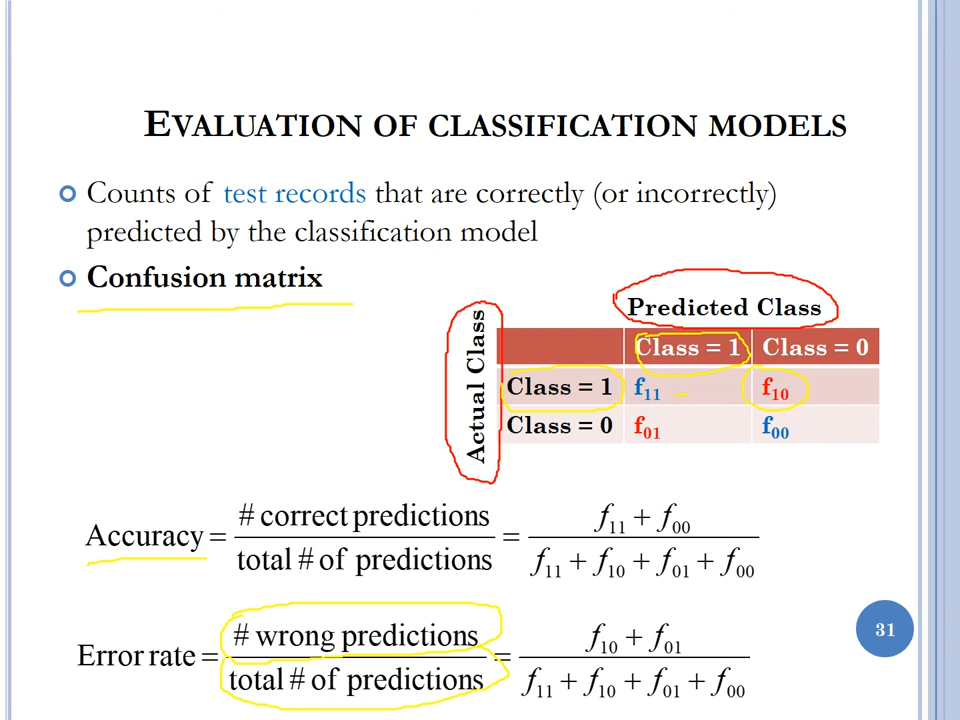 EVALUATION OF CLASSIFICATION MODELS
Counts of test records that are correctly (or incorrectly)
predicted by the classification model
Confusion matrix
Predicted Class
Actual Class
Class = 1 Class = 0
Class = 1 f11 f10
Class = 0 f01 f00
Accuracy = # correct predictions / total # of predictions = f11 + f00 / f11 + f10 + f01 + f00
31
Error rate = # wrong predictions / total # of predictions = f10 + f01 / f11 + f10 + f01 + f00